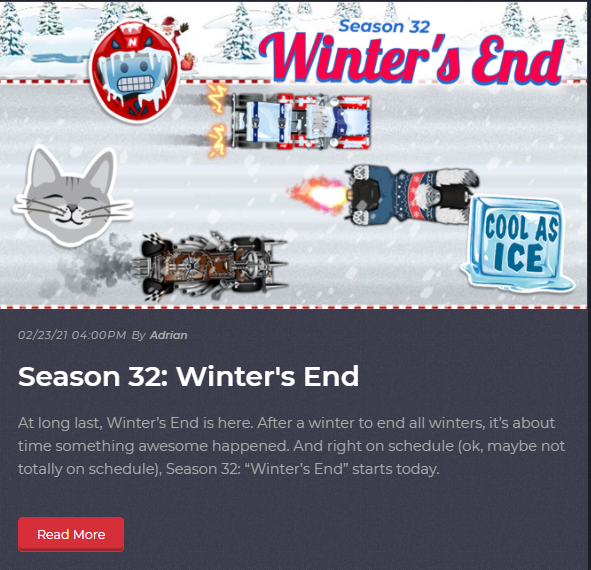 Season 32
Winter's End
N
COOL AS
ICE
02/23/21 04:00PM By Adrian
Season 32: Winter's End
At long last, Winter’s End is here. After a winter to end all winters, it’s about
time something awesome happened. And right on schedule (ok, maybe not
totally on schedule), Season 32: “Winter’s End” starts today.
Read More